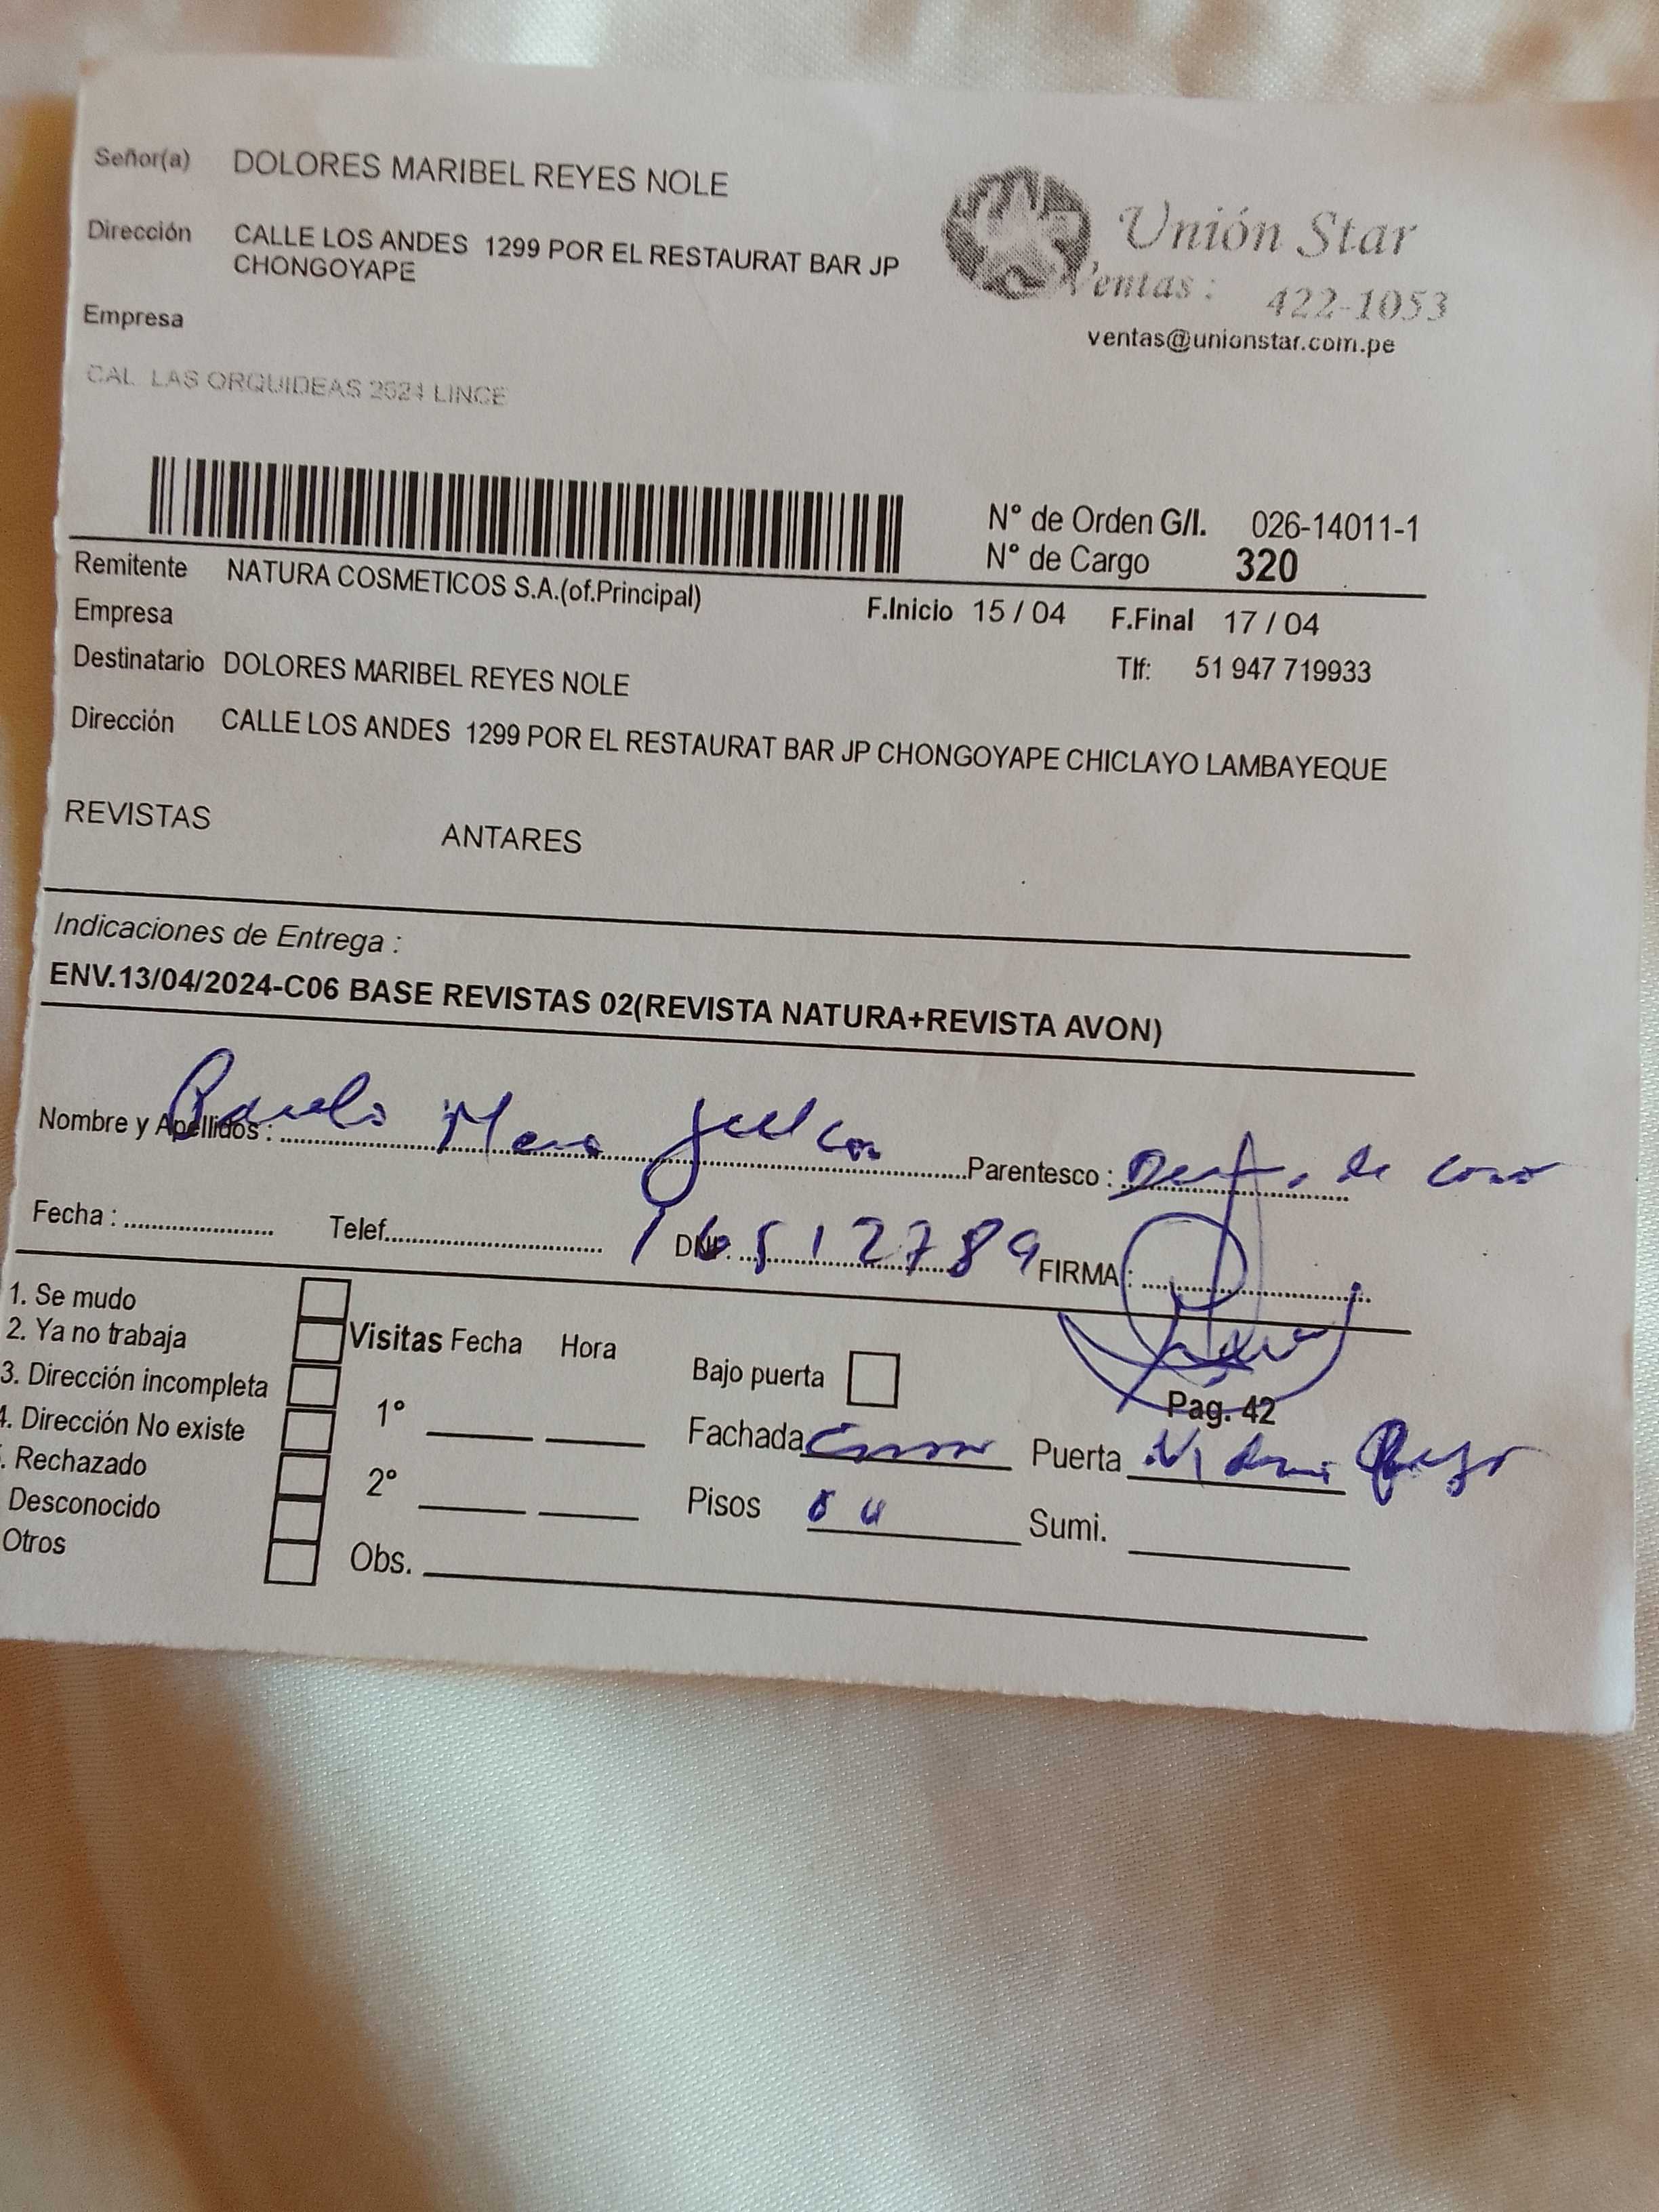 Señor(a) DOLORES MARIBEL REYES NOLE
Dirección CALLE LOS ANDES 1299 POR EL RESTAURAT BAR JP
CHONGOYAPE
Unión Star
Ventas : 422-1053
ventas@unionstar.com.pe
Empresa
CAL LAS ORQUIDEAS 2624 LINCE
N° de Orden G/I. 026-14011-1
N° de Cargo 320
Remitente NATURA COSMETICOS S.A.(of.Principal)
F.Inicio 15 / 04 F.Final 17 / 04
Empresa
Destinatario DOLORES MARIBEL REYES NOLE
Tlf: 51 947 719933
Dirección CALLE LOS ANDES 1299 POR EL RESTAURAT BAR JP CHONGOYAPE CHICLAYO LAMBAYEQUE
REVISTAS ANTARES
Indicaciones de Entrega :
ENV.13/04/2024-C06 BASE REVISTAS 02(REVISTA NATURA+REVISTA AVON)
Nombre y Apellidos : Parentesco : de
Fecha : Telef. DNI. 16512789 FIRMA :
1. Se mudo
2. Ya no trabaja
3. Dirección incompleta
4. Dirección No existe
. Rechazado
Desconocido
Otros
Visitas Fecha Hora
1°
2°
Obs.
Bajo puerta
Pág. 42
Fachada Puerta
Pisos Sumi.